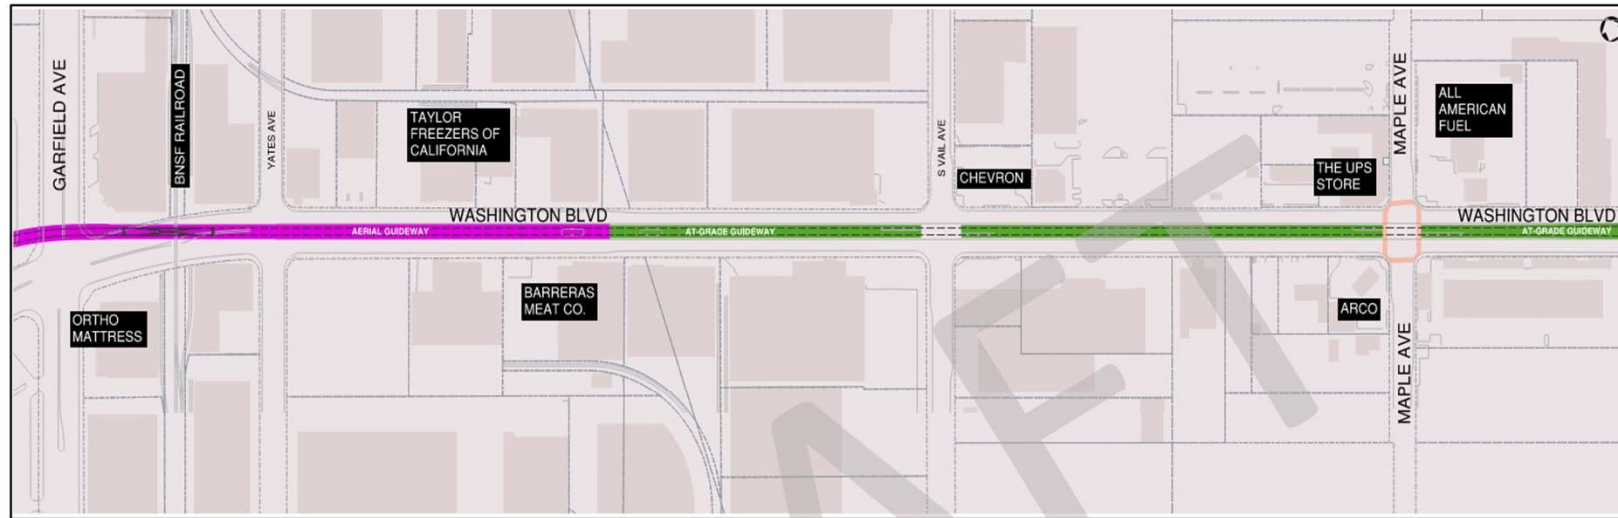 GARFIELD AVE
BNSF RAILROAD
YATES AVE
TAYLOR
FREEZERS OF
CALIFORNIA
S VAIL AVE
CHEVRON
THE UPS
STORE
MAPLE AVE
ALL
AMERICAN
FUEL
WASHINGTON BLVD
WASHINGTON BLVD
AERIAL GUIDEWAY
AT-GRADE GUIDEWAY
AT-GRADE GUIDEWAY
ORTHO
MATTRESS
BARRERAS
MEAT CO.
ARCO
MAPLE AVE